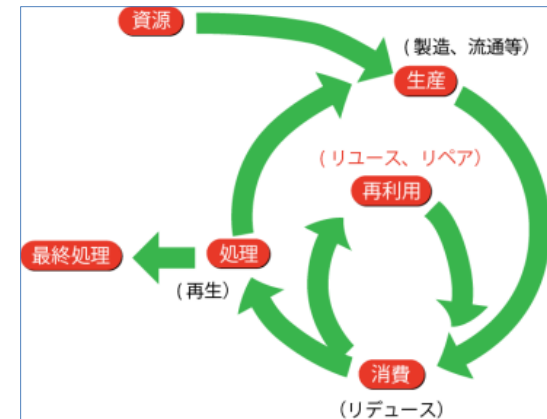 資源
(製造、流通等)
生産
(リユース、リペア)
再利用
最終処理
処理
(再生)
消費
(リデュース)